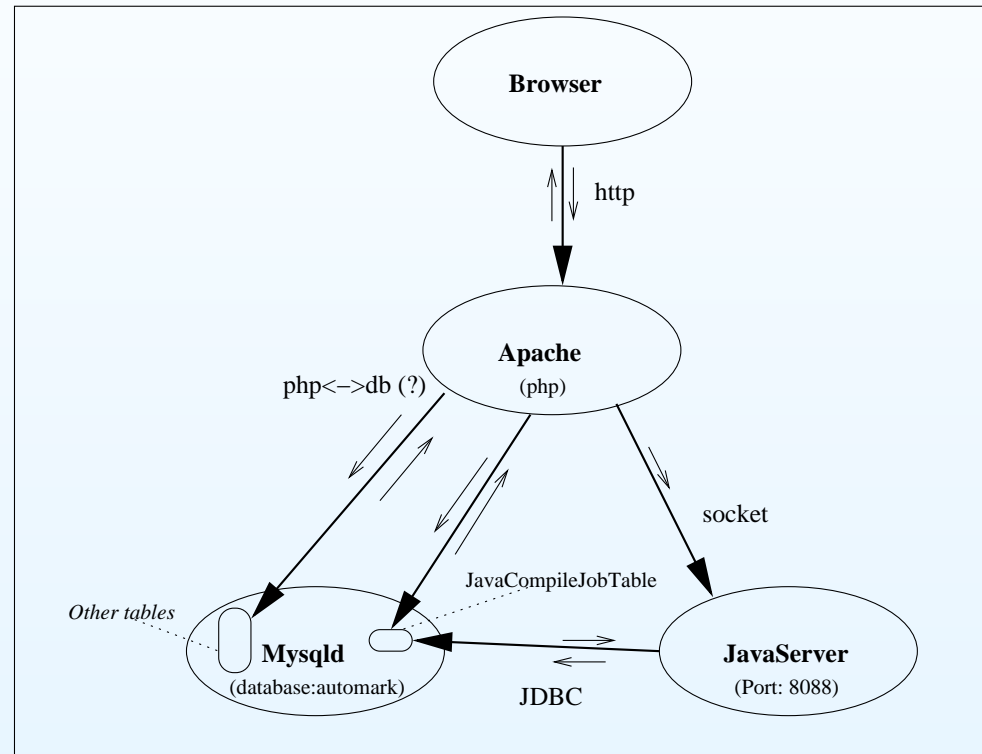 Browser
http
Apache
(php)
php<->db (?)
socket
JavaCompileJobTable
Other tables
Mysqld
(database:automark)
JavaServer
(Port: 8088)
JDBC